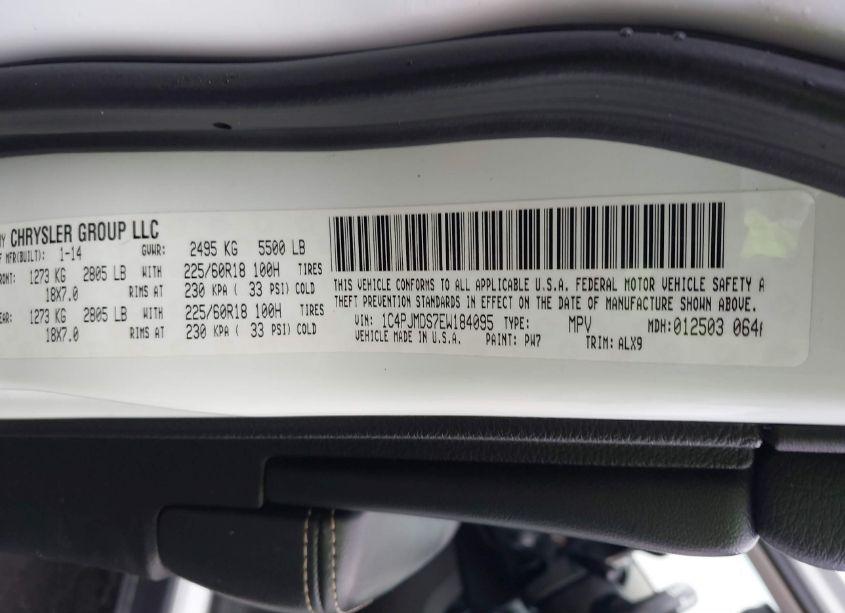 BY CHRYSLER GROUP LLC
OF MFR(BUILT): 1-14 GVWR: 2495 KG 5500 LB
FRONT: 1273 KG 2805 LB WITH 225/60R18 100H TIRES
18X7.0 RIMS AT 230 KPA ( 33 PSI) COLD
REAR: 1273 KG 2805 LB WITH 225/60R18 100H TIRES
18X7.0 RIMS AT 230 KPA ( 33 PSI) COLD
THIS VEHICLE CONFORMS TO ALL APPLICABLE U.S.A. FEDERAL MOTOR VEHICLE SAFETY A
THEFT PREVENTION STANDARDS IN EFFECT ON THE DATE OF MANUFACTURE SHOWN ABOVE.
VIN: 1C4PJMDS7EW184095 TYPE: MPV MDH:012503 064
VEHICLE MADE IN U.S.A. PAINT: PW7 TRIM: ALX9